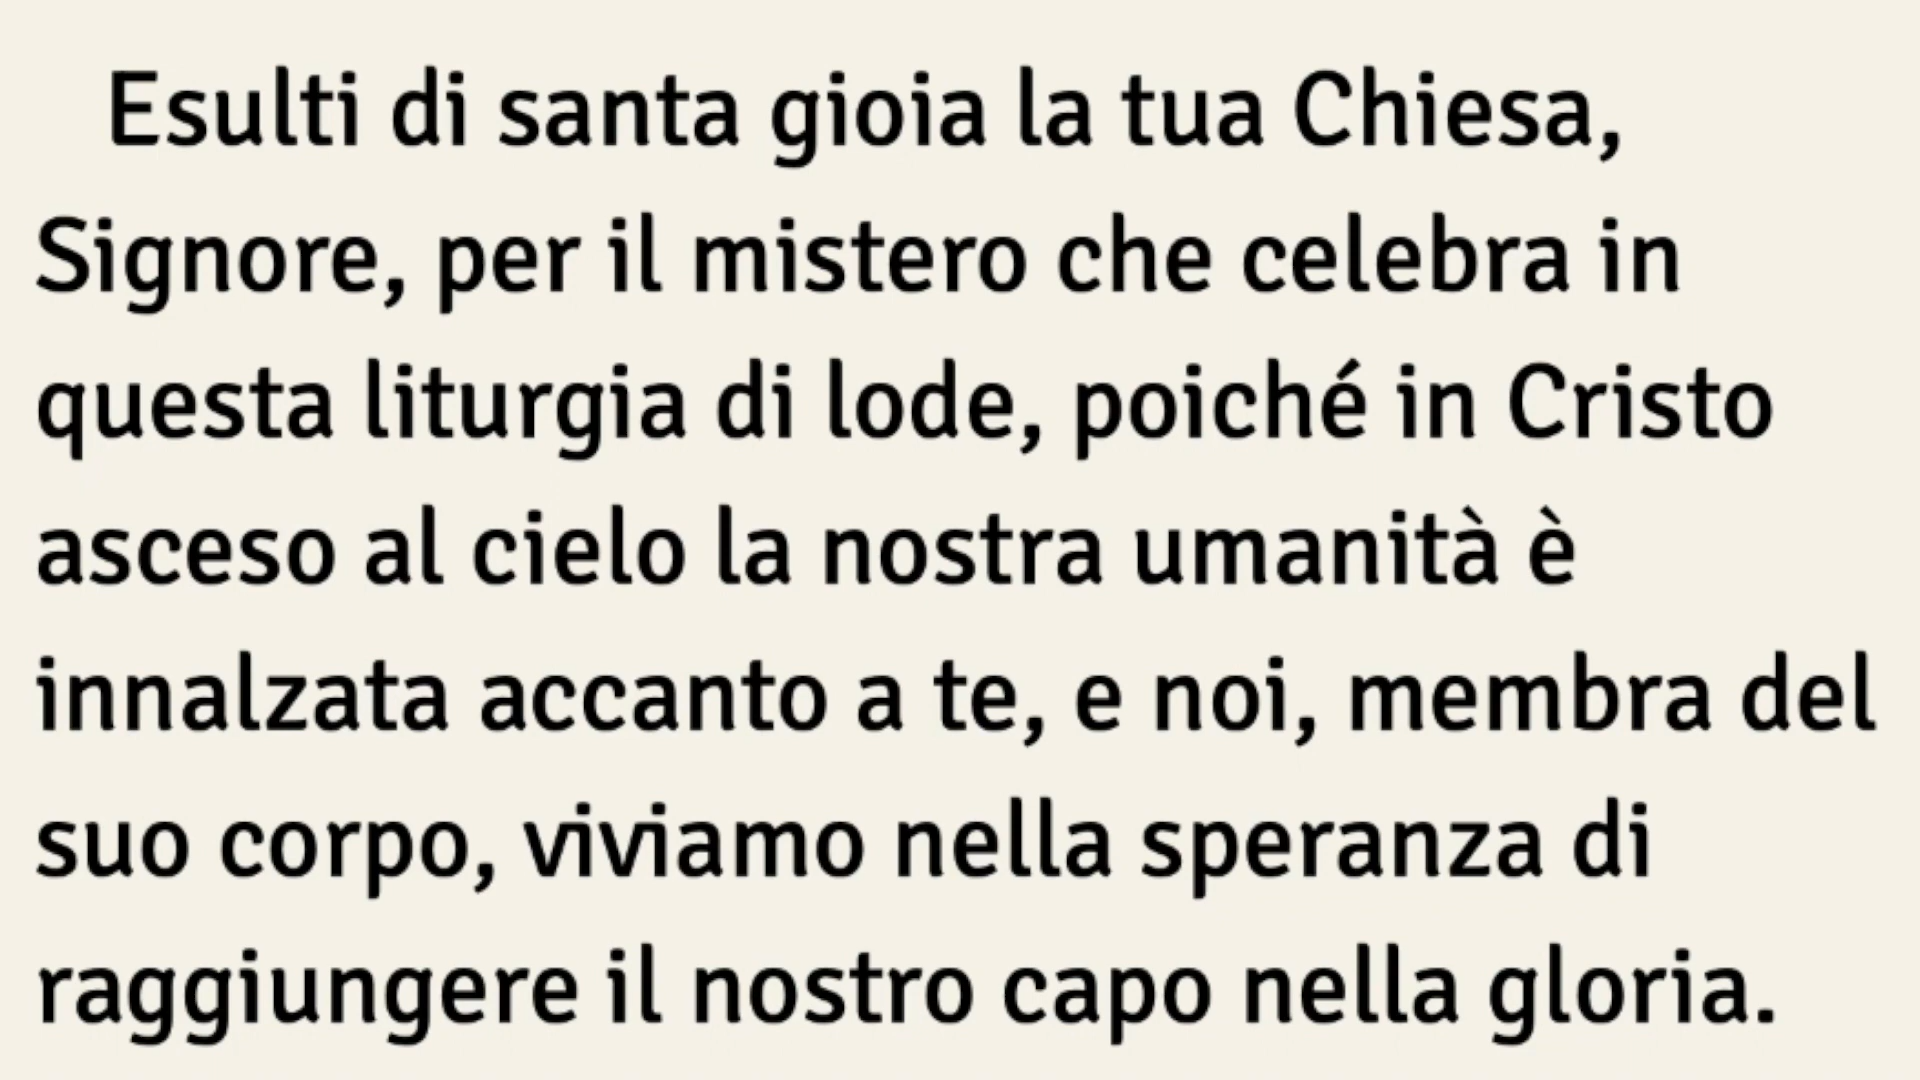 Esulti di santa gioia la tua Chiesa,
Signore, per il mistero che celebra in
questa liturgia di lode, poiché in Cristo
asceso al cielo la nostra umanità è
innalzata accanto a te, e noi, membra del
suo corpo, viviamo nella speranza di
raggiungere il nostro capo nella gloria.